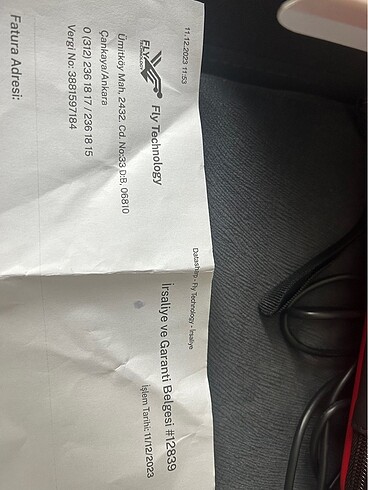 11.12.2023 11:53
Datashop - Fly Technology - İrsaliye
FLY
Fly Technology
Ümitköy Mah, 2432. Cd. No:33 D:B, 06810
Çankaya/Ankara
0 (312) 236 18 17 / 236 18 15
Vergi No: 3881597184
İrsaliye ve Garanti Belgesi #12839
İşlem Tarihi: 11/12/2023
Fatura Adresi: